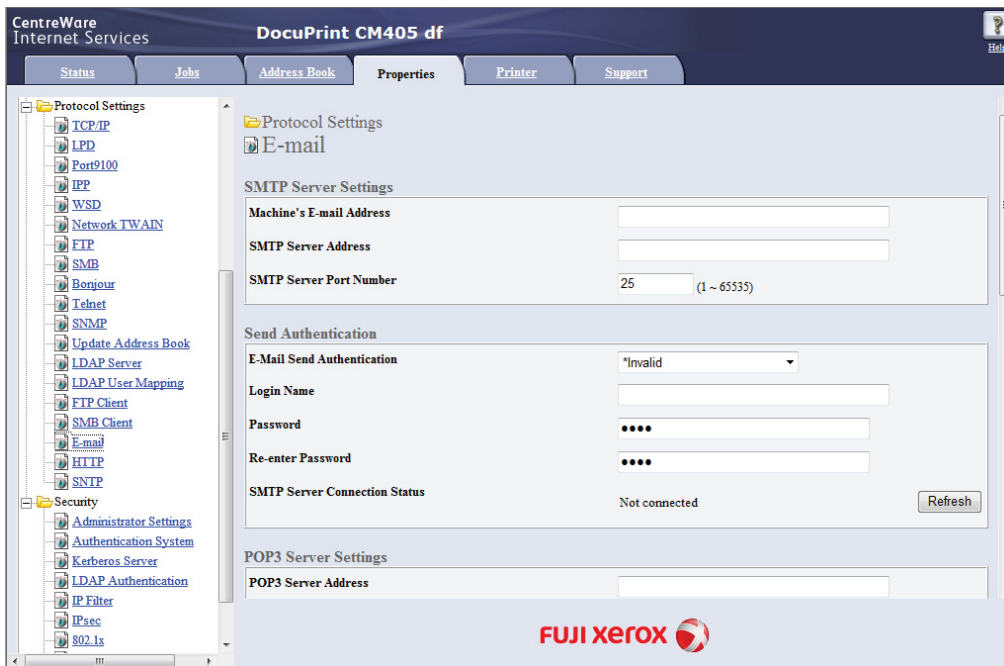 CentreWare
Internet Services
DocuPrint CM405 df
Help
Status
Jobs
Address Book
Properties
Printer
Support
Protocol Settings
TCP/IP
LPD
Port9100
IPP
WSD
Network TWAIN
FTP
SMB
Bonjour
Telnet
SNMP
Update Address Book
LDAP Server
LDAP User Mapping
FTP Client
SMB Client
E-mail
HTTP
SNTP
Security
Administrator Settings
Authentication System
Kerberos Server
LDAP Authentication
IP Filter
IPsec
802.1x
Protocol Settings
E-mail
SMTP Server Settings
Machine's E-mail Address
SMTP Server Address
SMTP Server Port Number 25 (1 ~ 65535)
Send Authentication
E-Mail Send Authentication *Invalid
Login Name
Password ••••
Re-enter Password ••••
SMTP Server Connection Status Not connected Refresh
POP3 Server Settings
POP3 Server Address
FUJI xerox